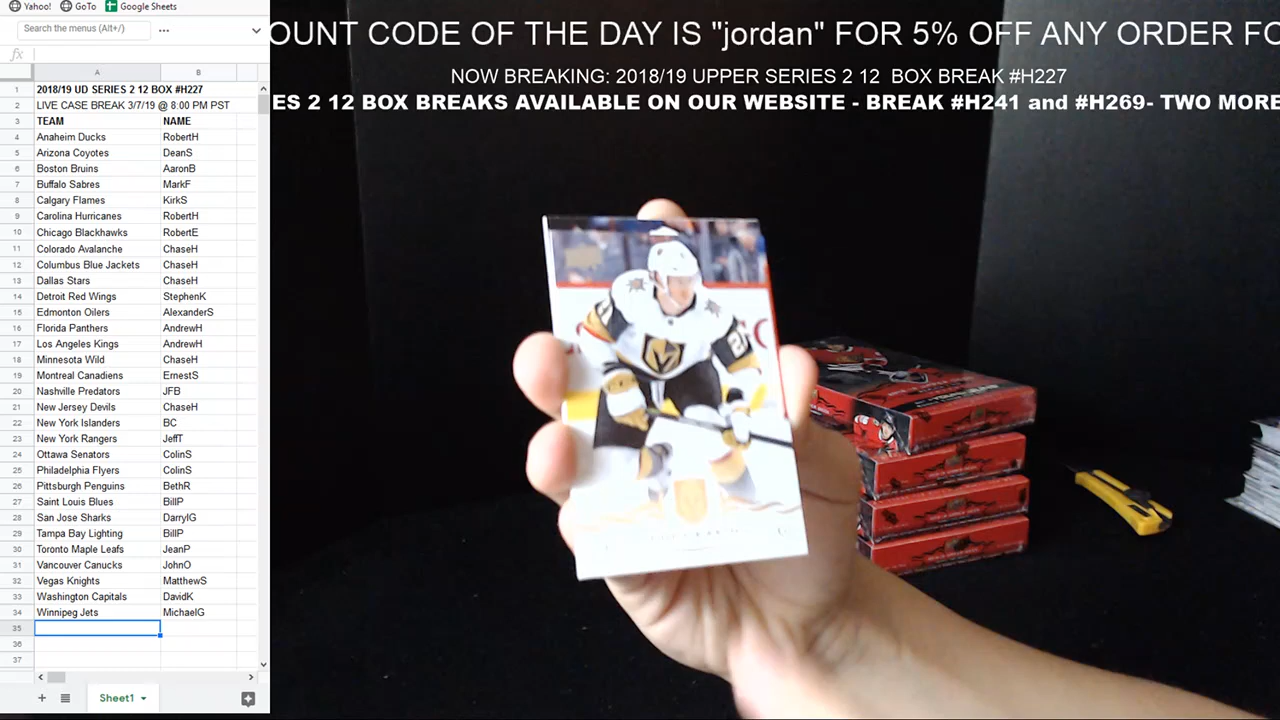 Yahoo!
GoTo
Google Sheets
Search the menus (Alt+/)
fx
A B
1 2018/19 UD SERIES 2 12 BOX #H227
2 LIVE CASE BREAK 3/7/19 @ 8:00 PM PST
3 TEAM NAME
4 Anaheim Ducks RobertH
5 Arizona Coyotes DeanS
6 Boston Bruins AaronB
7 Buffalo Sabres MarkF
8 Calgary Flames KirkS
9 Carolina Hurricanes RobertH
10 Chicago Blackhawks RobertE
11 Colorado Avalanche ChaseH
12 Columbus Blue Jackets ChaseH
13 Dallas Stars ChaseH
14 Detroit Red Wings StephenK
15 Edmonton Oilers AlexanderS
16 Florida Panthers AndrewH
17 Los Angeles Kings AndrewH
18 Minnesota Wild ChaseH
19 Montreal Canadiens ErnestS
20 Nashville Predators JFB
21 New Jersey Devils ChaseH
22 New York Islanders BC
23 New York Rangers JeffT
24 Ottawa Senators ColinS
25 Philadelphia Flyers ColinS
26 Pittsburgh Penguins BethR
27 Saint Louis Blues BillP
28 San Jose Sharks DarrylG
29 Tampa Bay Lighting BillP
30 Toronto Maple Leafs JeanP
31 Vancouver Canucks JohnO
32 Vegas Knights MatthewS
33 Washington Capitals DavidK
34 Winnipeg Jets MichaelG
35
36
37
Sheet1
OUNT CODE OF THE DAY IS "jordan" FOR 5% OFF ANY ORDER FO
NOW BREAKING: 2018/19 UPPER SERIES 2 12 BOX BREAK #H227
ES 2 12 BOX BREAKS AVAILABLE ON OUR WEBSITE - BREAK #H241 and #H269- TWO MORE